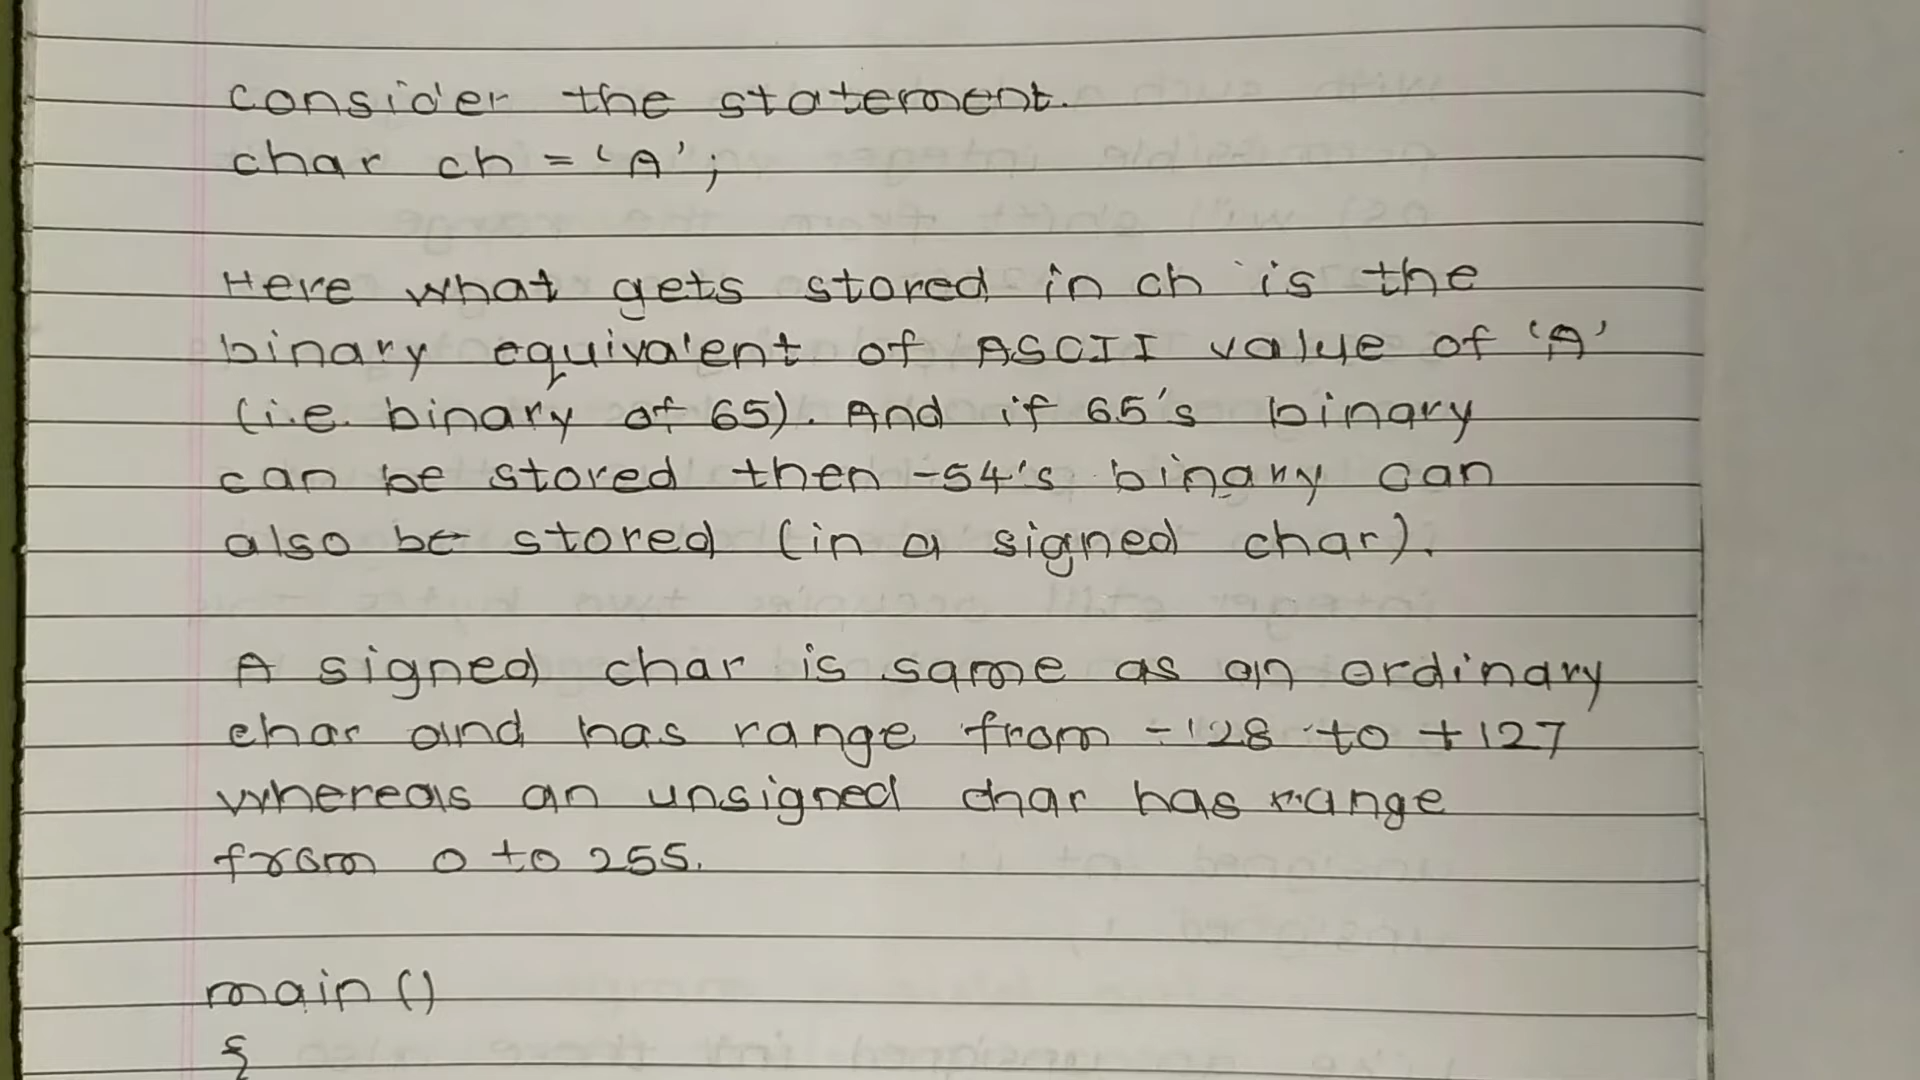 consider the statement.
char ch = 'A';
Here what gets stored in ch is the
binary equivalent of ASCII value of 'A'
(i.e. binary of 65). And if 65's binary
can be stored then -54's binary can
also be stored (in a signed char).
A signed char is same as an ordinary
char and has range from -128 to +127
whereas an unsigned char has range
from 0 to 255.
main ()
{